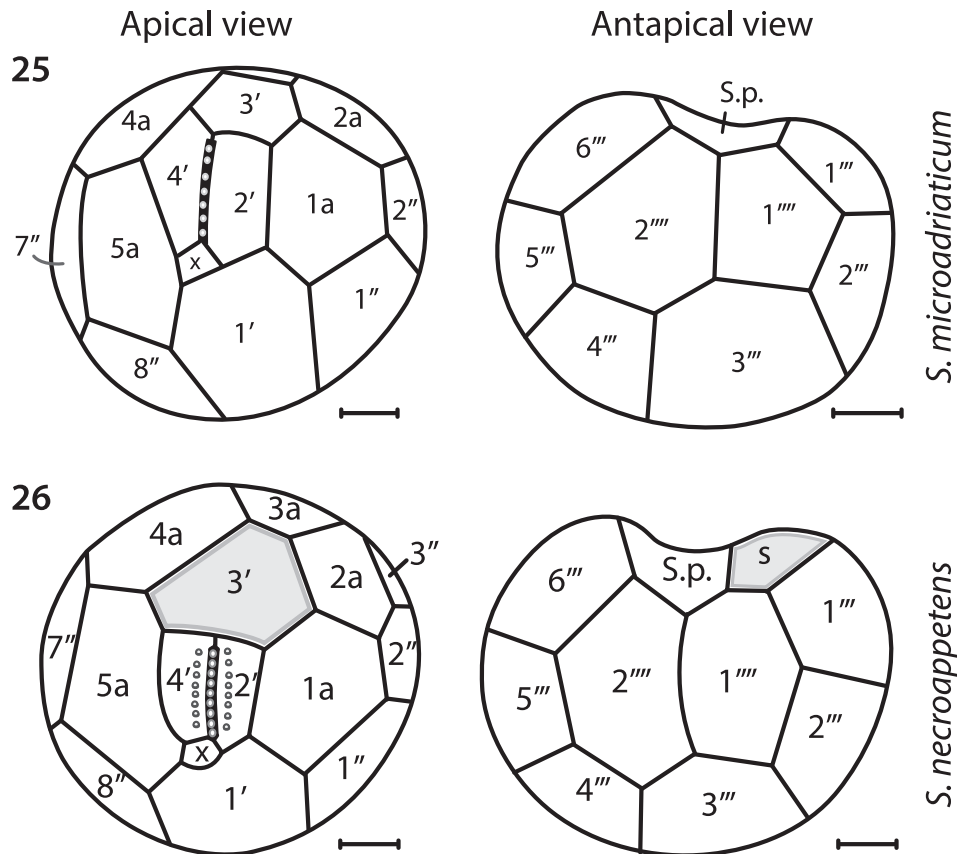 Apical view
Antapical view
25
3′
4a
2a
4′
2′
1a
2″
5a
7″
x
1′
1″
8″
S.p.
6‴
1‴
2⁗
1⁗
5‴
2‴
4‴
3‴
S. microadriaticum
26
3a
4a
3″
3′
2a
7″
4′
2′
2″
5a
1a
x
8″
1′
1″
S.p.
s
6‴
1‴
2⁗
1⁗
5‴
2‴
4‴
3‴
S. necroappetens